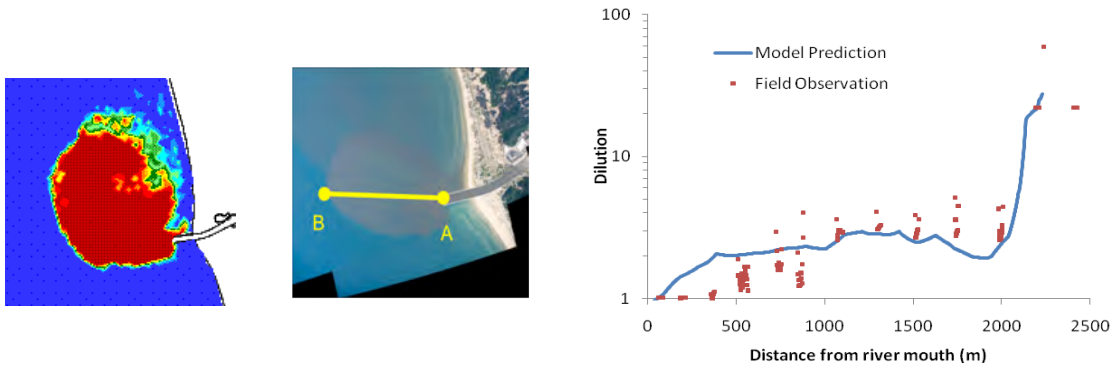 B
A
100
10
1
Dilution
Model Prediction
Field Observation
0
500
1000
1500
2000
2500
Distance from river mouth (m)